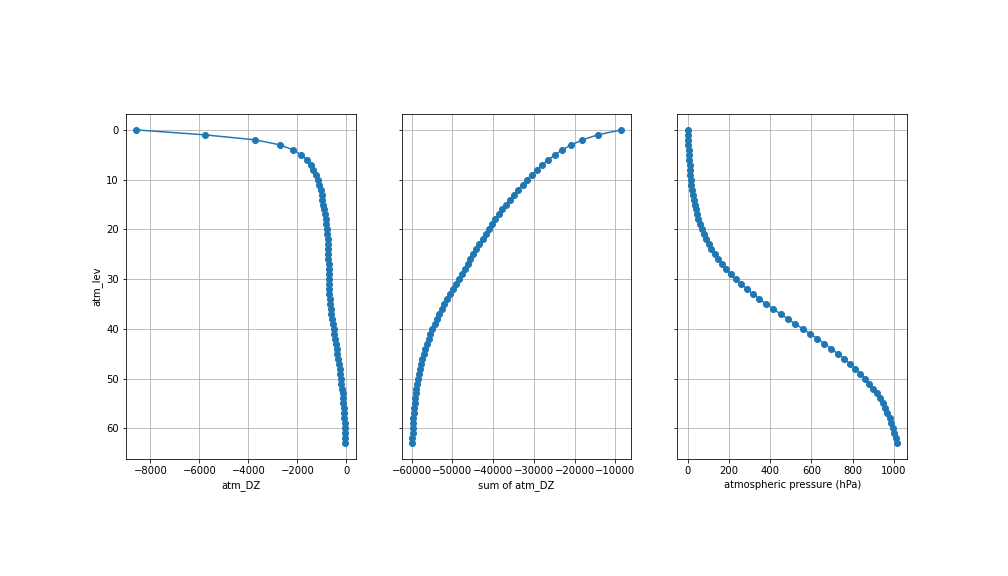 0
10
20
30
40
50
60
atm_lev
−8000 −6000 −4000 −2000 0
atm_DZ
−60000 −50000 −40000 −30000 −20000 −10000
sum of atm_DZ
0 200 400 600 800 1000
atmospheric pressure (hPa)